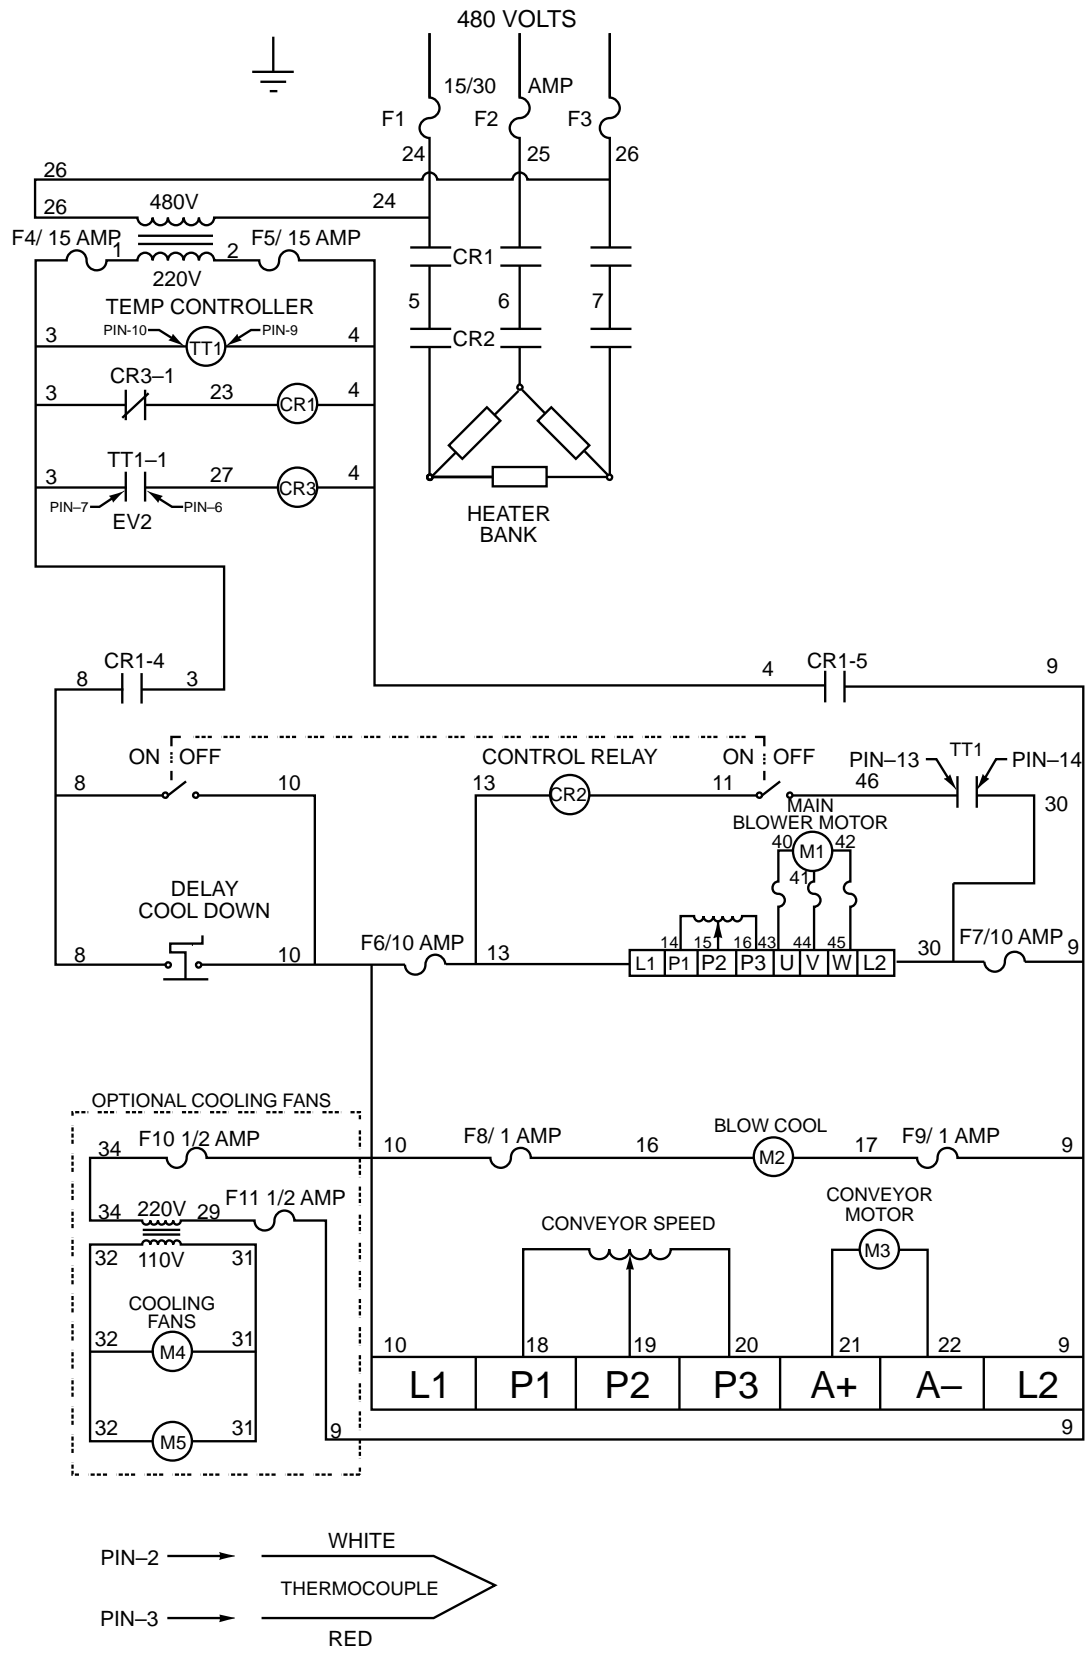 480 VOLTS
15/30 AMP
F1 F2 F3
24 25 26
26
26 480V 24
F4/ 15 AMP 1 2 F5/ 15 AMP
220V
CR1
TEMP CONTROLLER
5 6 7
PIN-10 PIN-9
3 TT1 4
CR2
CR3–1
3 23 CR1 4
TT1–1
3 27 CR3 4
PIN–7 PIN–6
EV2
HEATER
BANK
CR1-4
8 3
4 CR1-5 9
ON OFF
CONTROL RELAY
ON OFF
TT1
PIN–13 PIN–14
8 10 13 CR2 11 46
30
MAIN
BLOWER MOTOR
40 M1 42
41
DELAY
COOL DOWN
8 10
F6/10 AMP
13
14 15 16 43 44 45
L1 P1 P2 P3 U V W L2
30 F7/10 AMP 9
OPTIONAL COOLING FANS
34 F10 1/2 AMP
10 F8/ 1 AMP 16
BLOW COOL
M2
17 F9/ 1 AMP 9
34 220V 29 F11 1/2 AMP
32 110V 31
CONVEYOR SPEED
CONVEYOR
MOTOR
M3
COOLING
FANS
32 M4 31
10 18 19 20 21 22 9
L1 P1 P2 P3 A+ A– L2
32 M5 31
9 9
WHITE
PIN–2
THERMOCOUPLE
PIN–3
RED